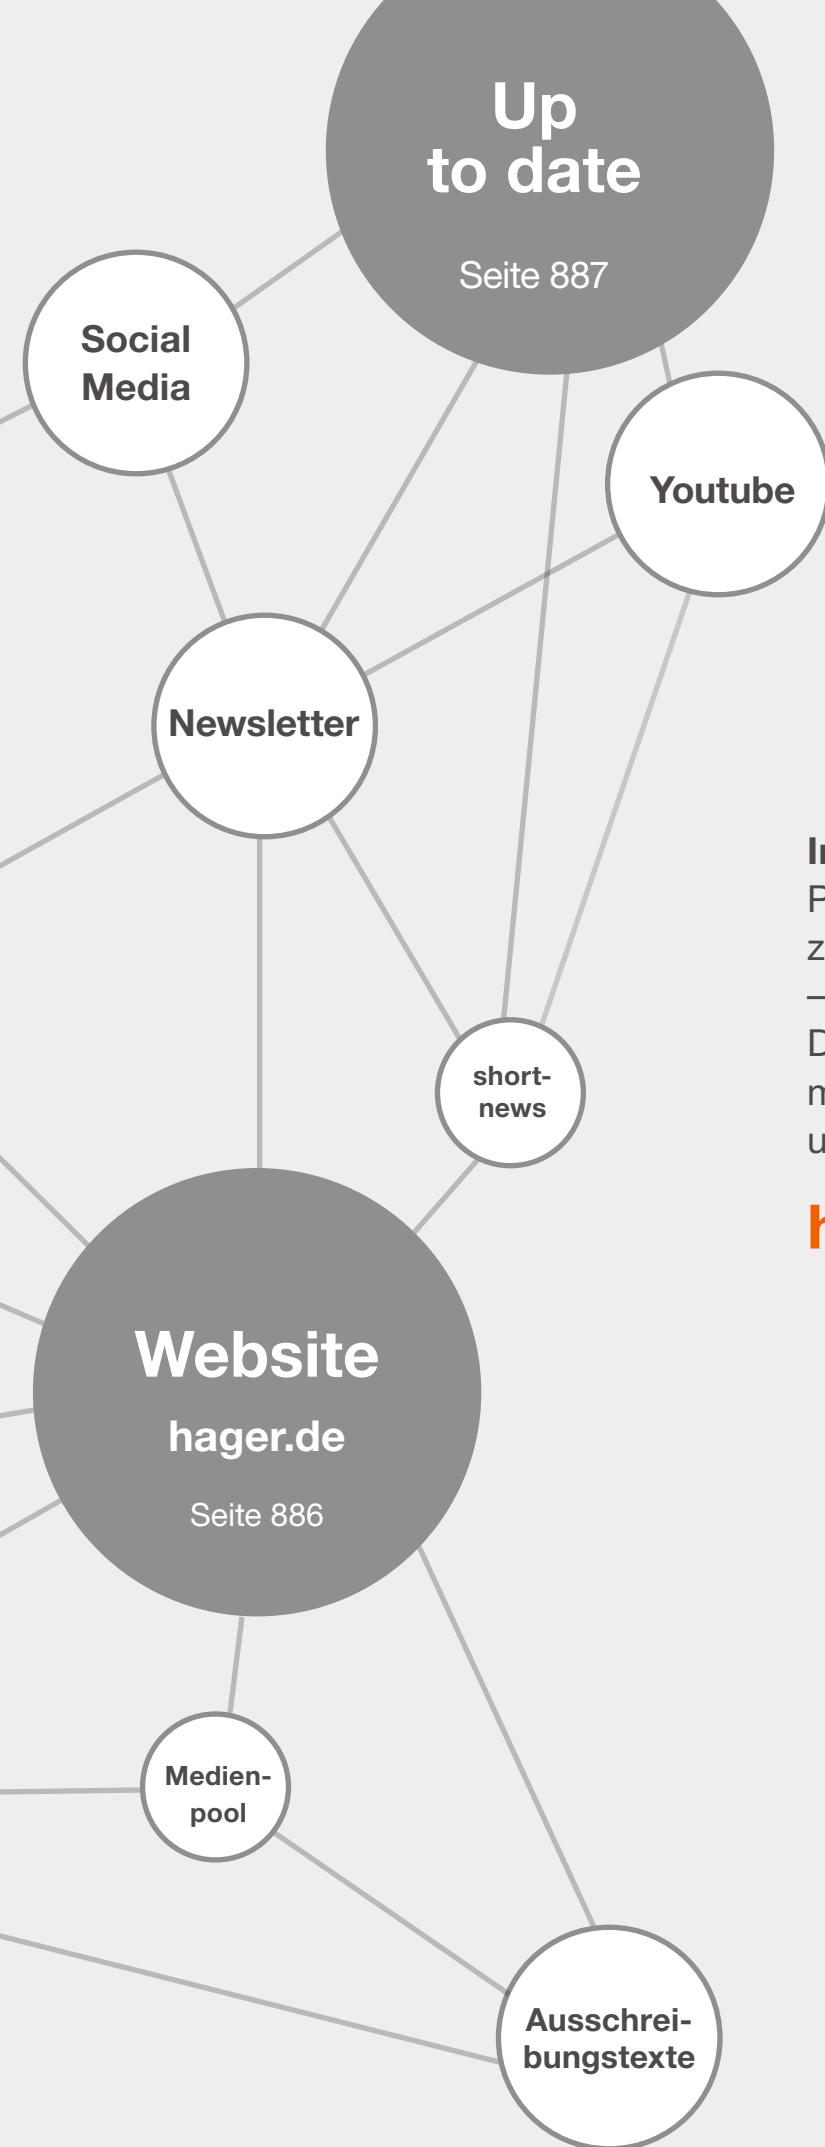 Up
to date
Seite 887
Social
Media
Youtube
Newsletter
short-
news
Website
hager.de
Seite 886
Medien-
pool
Ausschrei-
bungstexte